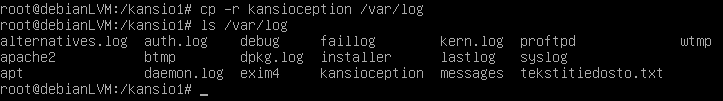 root@debianLVM:/kansio1# cp -r kansioception /var/log
root@debianLVM:/kansio1# ls /var/log
alternatives.log  auth.log    debug     faillog        kern.log  proftpd           wtmp
apache2           btmp        dpkg.log  installer      lastlog   syslog
apt               daemon.log  exim4     kansioception  messages  tekstitiedosto.txt
root@debianLVM:/kansio1# _